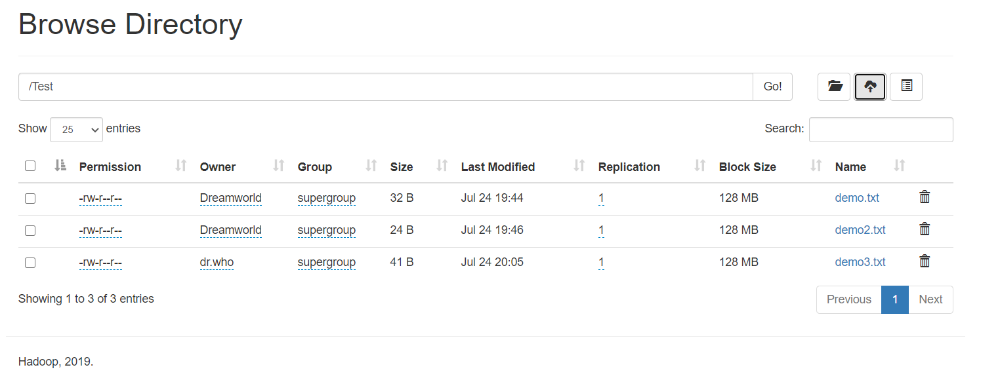 Browse Directory
/Test Go!
Show 25 entries Search:
Permission Owner Group Size Last Modified Replication Block Size Name
-rw-r--r-- Dreamworld supergroup 32 B Jul 24 19:44 1 128 MB demo.txt
-rw-r--r-- Dreamworld supergroup 24 B Jul 24 19:46 1 128 MB demo2.txt
-rw-r--r-- dr.who supergroup 41 B Jul 24 20:05 1 128 MB demo3.txt
Showing 1 to 3 of 3 entries Previous 1 Next
Hadoop, 2019.